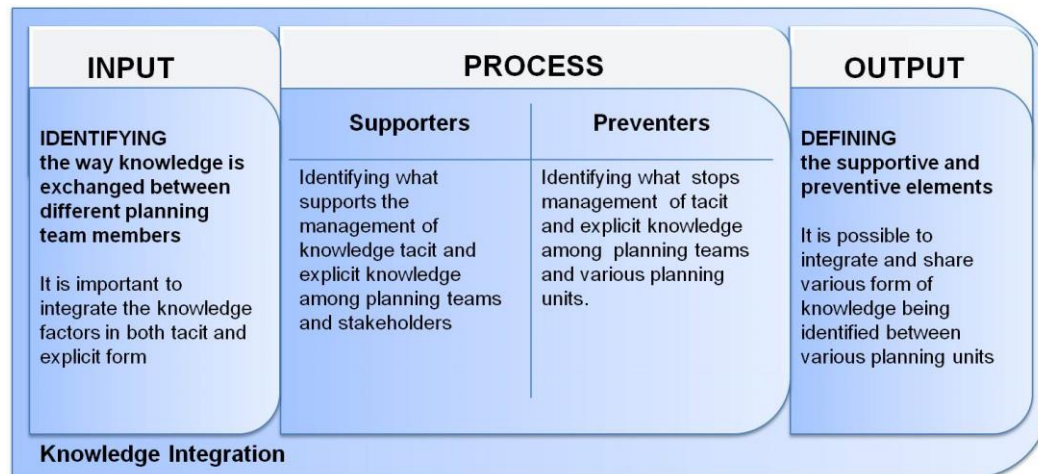 INPUT
IDENTIFYING
the way knowledge is
exchanged between
different planning
team members
It is important to
integrate the knowledge
factors in both tacit and
explicit form
PROCESS
Supporters
Identifying what
supports the
management of
knowledge tacit and
explicit knowledge
among planning teams
and stakeholders
Preventers
Identifying what stops
management of tacit
and explicit knowledge
among planning teams
and various planning
units.
OUTPUT
DEFINING
the supportive and
preventive elements
It is possible to
integrate and share
various form of
knowledge being
identified between
various planning units
Knowledge Integration